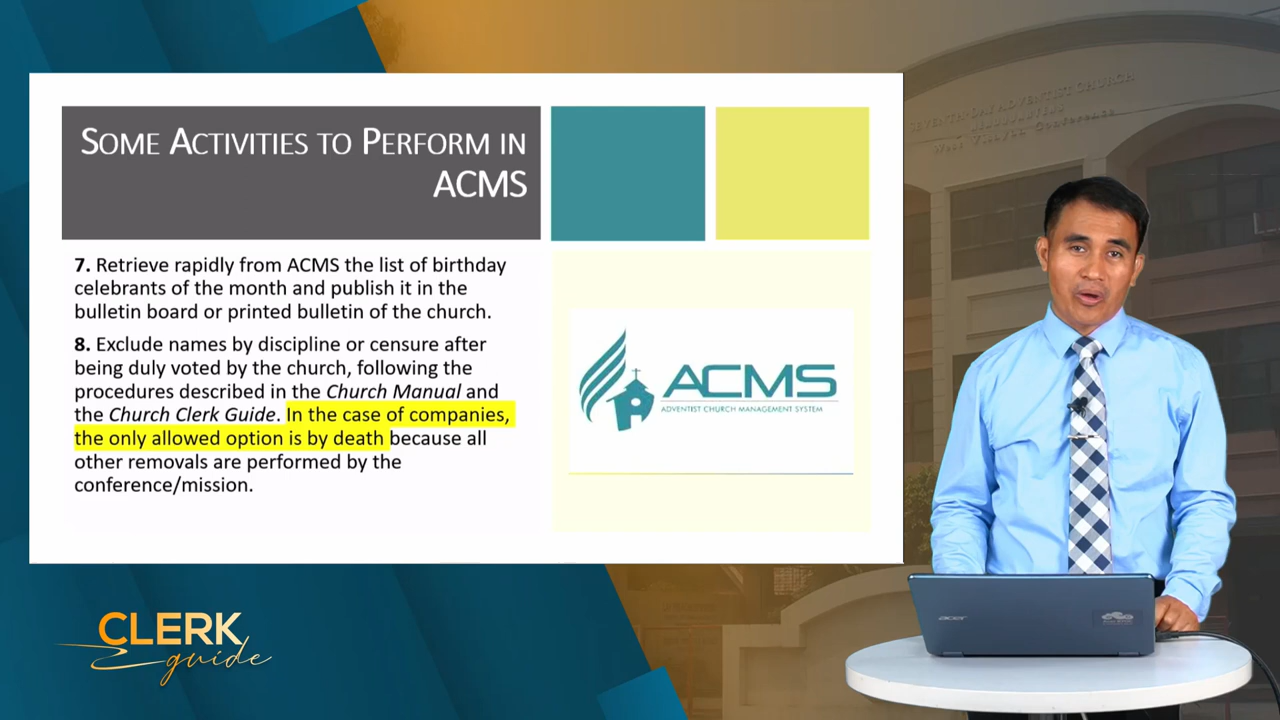 SOME ACTIVITIES TO PERFORM IN
ACMS
7. Retrieve rapidly from ACMS the list of birthday
celebrants of the month and publish it in the
bulletin board or printed bulletin of the church.
8. Exclude names by discipline or censure after
being duly voted by the church, following the
procedures described in the Church Manual and
the Church Clerk Guide. In the case of companies,
the only allowed option is by death because all
other removals are performed by the
conference/mission.
ACMS
ADVENTIST CHURCH MANAGEMENT SYSTEM
SEVENTH-DAY ADVENTIST CHURCH
HEADQUARTERS
West Visayan Conference
acer
CLERK
guide